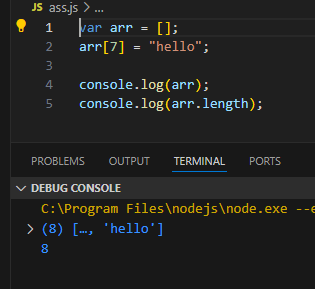 JS ass.js > ...
1 var arr = [];
2 arr[7] = "hello";
3
4 console.log(arr);
5 console.log(arr.length);
PROBLEMS OUTPUT TERMINAL PORTS
DEBUG CONSOLE
C:\Program Files\nodejs\node.exe --e
> (8) […, 'hello']
8